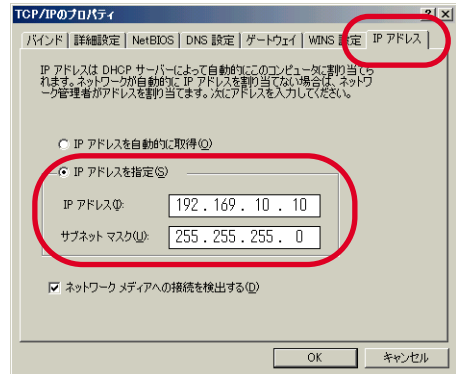 TCP/IPのプロパティ
バインド 詳細設定 NetBIOS DNS 設定 ゲートウェイ WINS 設定 IP アドレス
IP アドレスは DHCP サーバーによって自動的にこのコンピュータに割り当てら
れます。ネットワークが自動的に IP アドレスを割り当てない場合は、ネットワ
ーク管理者がアドレスを割り当てます。次にアドレスを入力してください。
IP アドレスを自動的に取得(O)
IP アドレスを指定(S)
IP アドレス(I): 192 . 169 . 10 . 10
サブネット マスク(U): 255 . 255 . 255 . 0
ネットワーク メディアへの接続を検出する(D)
OK キャンセル